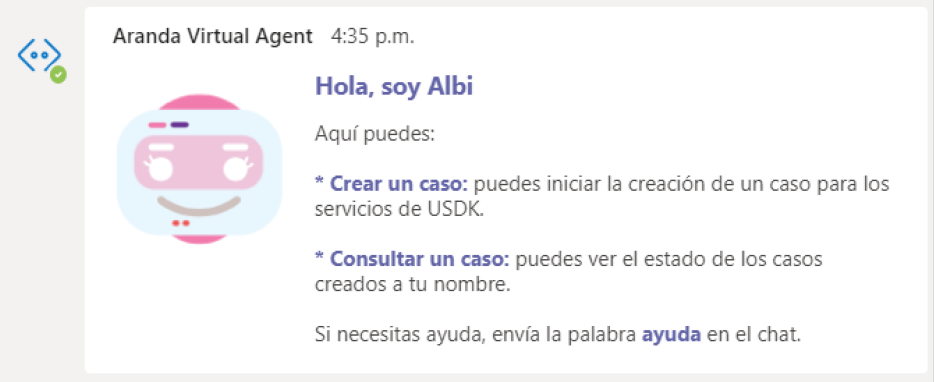 Aranda Virtual Agent 4:35 p.m.
Hola, soy Albi
Aquí puedes:
* Crear un caso: puedes iniciar la creación de un caso para los
servicios de USDK.
* Consultar un caso: puedes ver el estado de los casos
creados a tu nombre.
Si necesitas ayuda, envía la palabra ayuda en el chat.